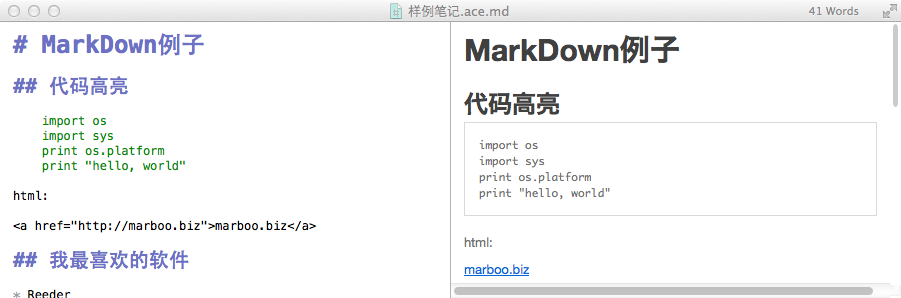 样例笔记.ace.md
41 Words
# MarkDown例子
## 代码高亮
import os
import sys
print os.platform
print "hello, world"
html:
<a href="http://marboo.biz">marboo.biz</a>
## 我最喜欢的软件
* Reeder
MarkDown例子
代码高亮
import os
import sys
print os.platform
print "hello, world"
html:
marboo.biz